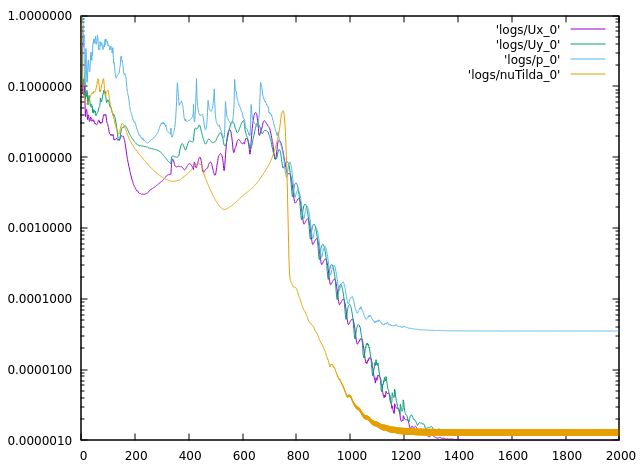 1.0000000
0.1000000
0.0100000
0.0010000
0.0001000
0.0000100
0.0000010
'logs/Ux_0'
'logs/Uy_0'
'logs/p_0'
'logs/nuTilda_0'
0 200 400 600 800 1000 1200 1400 1600 1800 2000